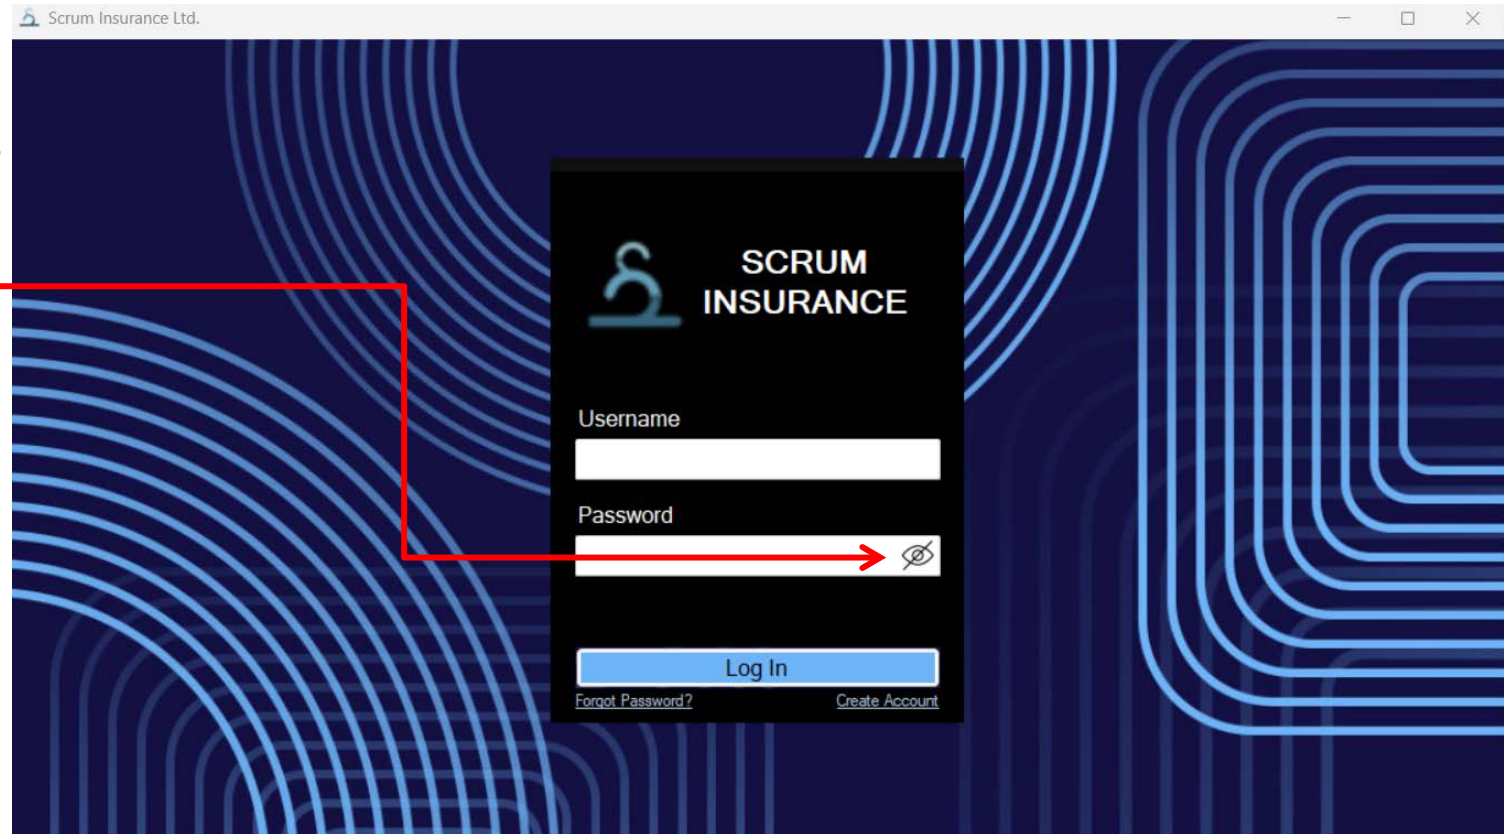 Scrum Insurance Ltd.
SCRUM
INSURANCE
Username
Password
Log In
Forgot Password?
Create Account